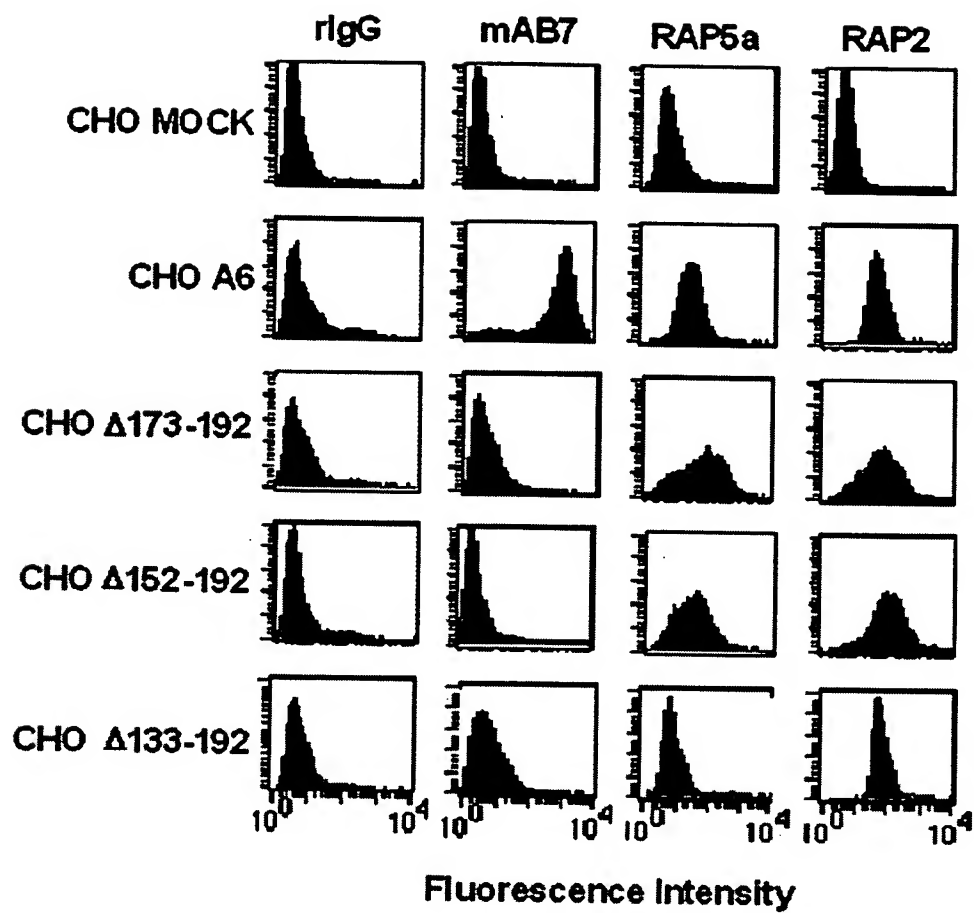 rIgG mAB7 RAP5a RAP2
CHO MOCK
CHO A6
CHO Δ173-192
CHO Δ152-192
CHO Δ133-192
10⁰ 10⁴ 10⁰ 10⁴ 10⁰ 10⁴ 10⁰ 10⁴
Fluorescence Intensity